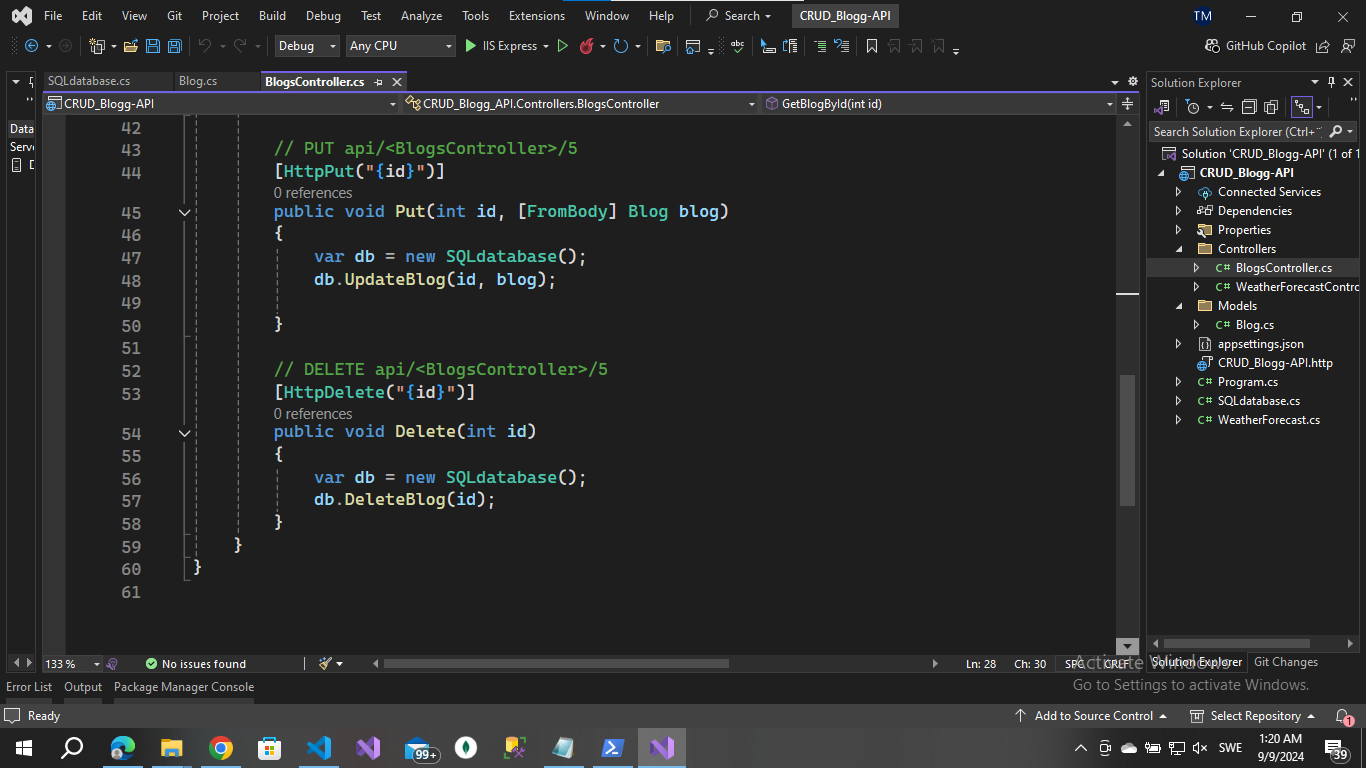 File Edit View Git Project Build Debug Test Analyze Tools Extensions Window Help Search CRUD_Blogg-API TM
Debug Any CPU IIS Express GitHub Copilot
SQLdatabase.cs Blog.cs BlogsController.cs Solution Explorer
CRUD_Blogg-API CRUD_Blogg_API.Controllers.BlogsController GetBlogById(int id)
Data
Search Solution Explorer (Ctrl+
42
Serv
43 // PUT api/<BlogsController>/5
Solution 'CRUD_Blogg-API' (1 of 1
44 [HttpPut("{id}")]
CRUD_Blogg-API
0 references
Connected Services
45 public void Put(int id, [FromBody] Blog blog)
Dependencies
46 {
Properties
47 var db = new SQLdatabase();
Controllers
48 db.UpdateBlog(id, blog);
BlogsController.cs
49
WeatherForecastContro
50 }
Models
Blog.cs
51
appsettings.json
52 // DELETE api/<BlogsController>/5
CRUD_Blogg-API.http
53 [HttpDelete("{id}")]
Program.cs
0 references
SQLdatabase.cs
54 public void Delete(int id)
WeatherForecast.cs
55 {
56 var db = new SQLdatabase();
57 db.DeleteBlog(id);
58 }
59 }
60 }
61
133 % No issues found Ln: 28 Ch: 30 SPC CRLF
Solution Explorer Git Changes
Activate Windows
Go to Settings to activate Windows.
Error List Output Package Manager Console
Ready Add to Source Control Select Repository 1
99+ SWE 1:20 AM
9/9/2024 39